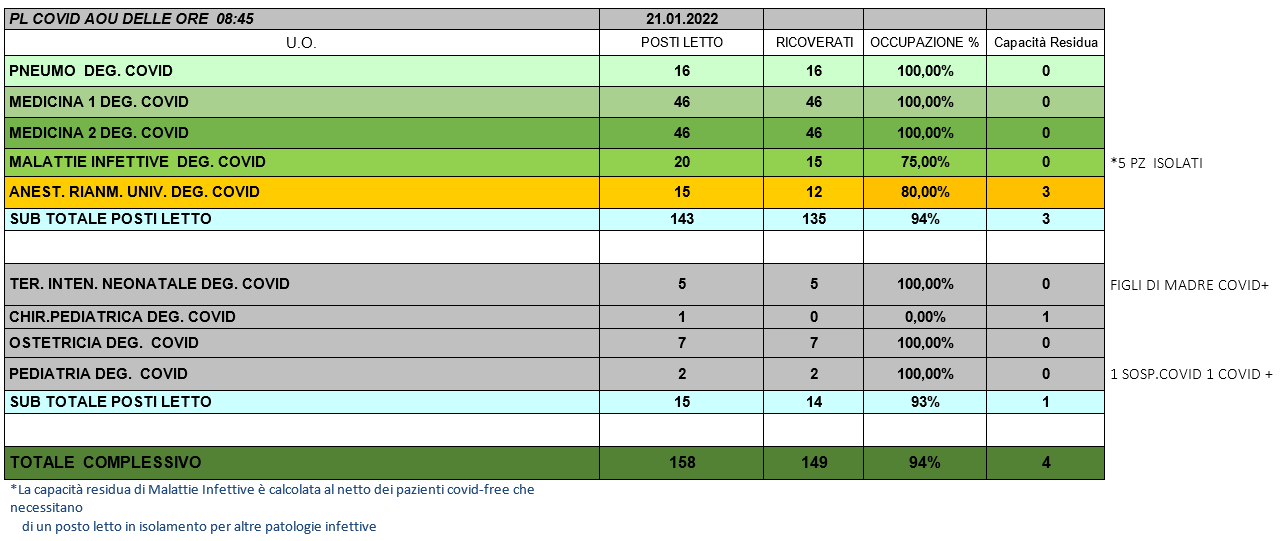 PL COVID AOU DELLE ORE 08:45 21.01.2022
U.O. POSTI LETTO RICOVERATI OCCUPAZIONE % Capacità Residua
PNEUMO DEG. COVID 16 16 100,00% 0
MEDICINA 1 DEG. COVID 46 46 100,00% 0
MEDICINA 2 DEG. COVID 46 46 100,00% 0
MALATTIE INFETTIVE DEG. COVID 20 15 75,00% 0 *5 PZ ISOLATI
ANEST. RIANM. UNIV. DEG. COVID 15 12 80,00% 3
SUB TOTALE POSTI LETTO 143 135 94% 3
TER. INTEN. NEONATALE DEG. COVID 5 5 100,00% 0 FIGLI DI MADRE COVID+
CHIR.PEDIATRICA DEG. COVID 1 0 0,00% 1
OSTETRICIA DEG. COVID 7 7 100,00% 0
PEDIATRIA DEG. COVID 2 2 100,00% 0 1 SOSP.COVID 1 COVID +
SUB TOTALE POSTI LETTO 15 14 93% 1
TOTALE COMPLESSIVO 158 149 94% 4
*La capacità residua di Malattie Infettive è calcolata al netto dei pazienti covid-free che
necessitano
di un posto letto in isolamento per altre patologie infettive